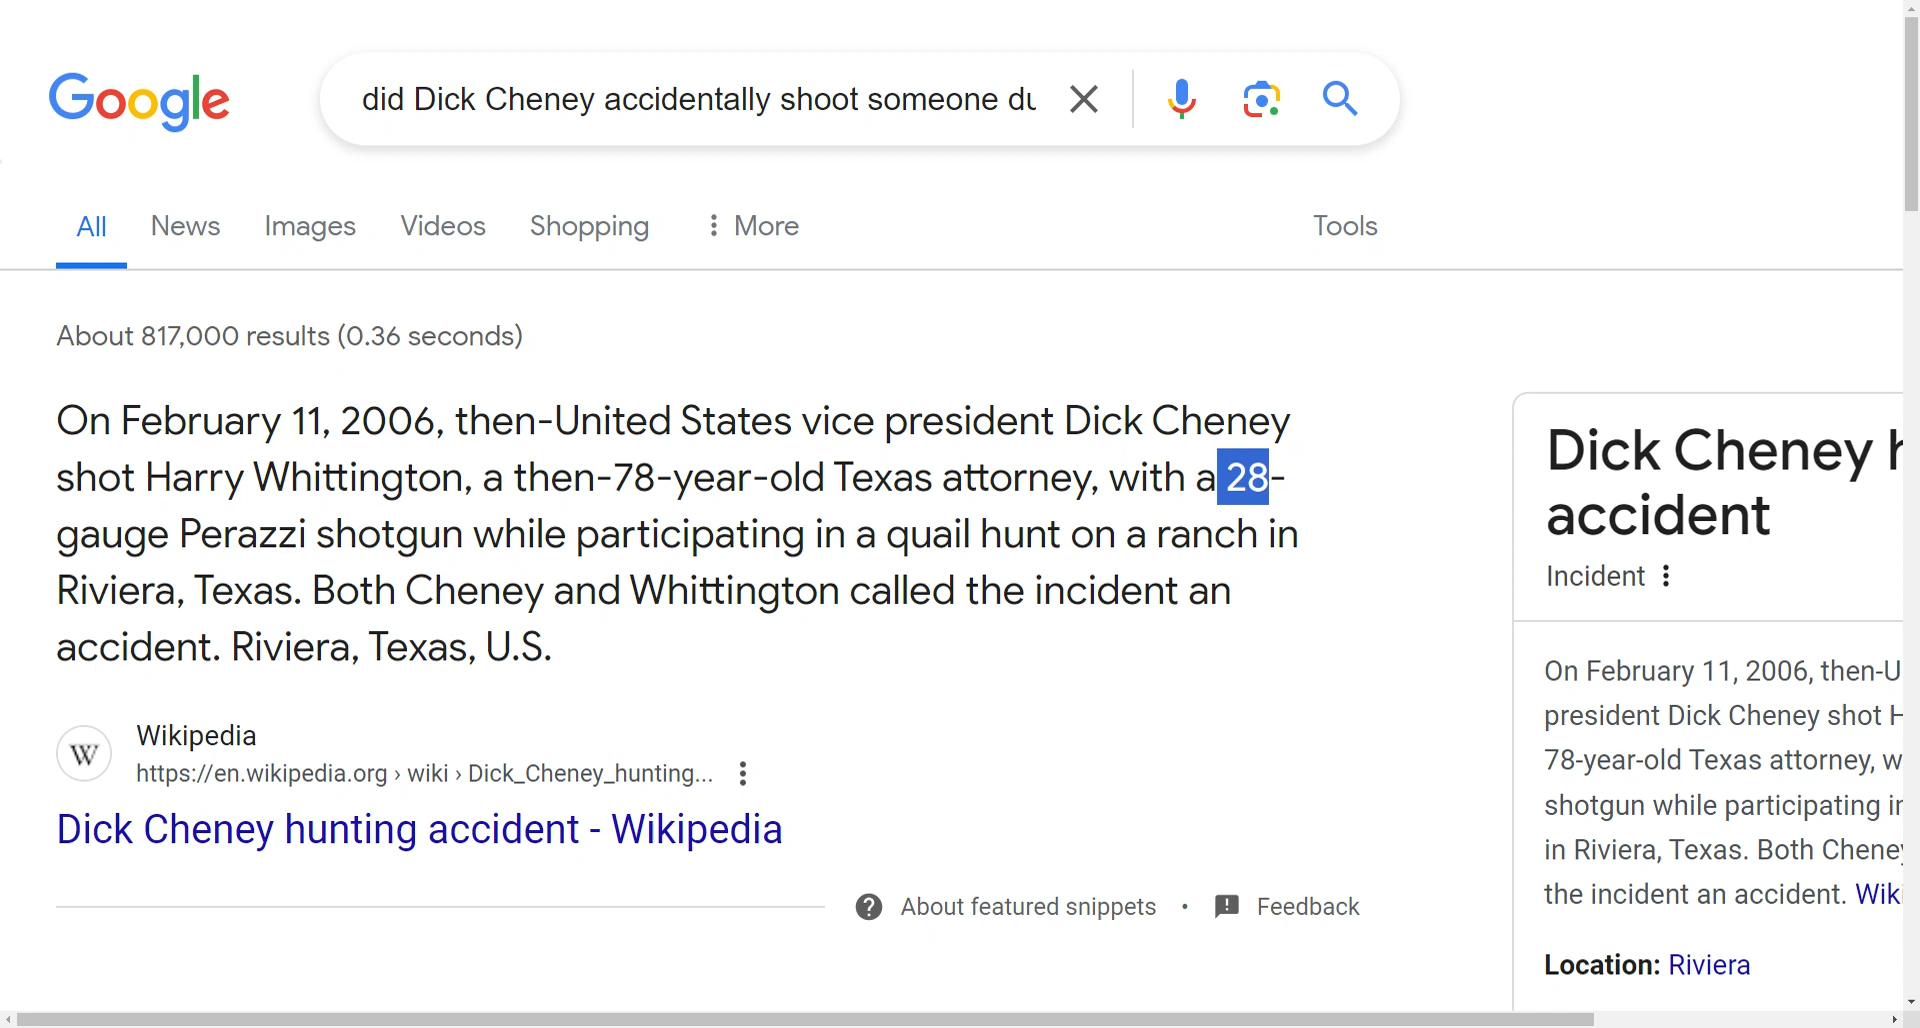 Google
did Dick Cheney accidentally shoot someone du
All News Images Videos Shopping More Tools
About 817,000 results (0.36 seconds)
On February 11, 2006, then-United States vice president Dick Cheney
shot Harry Whittington, a then-78-year-old Texas attorney, with a 28-
gauge Perazzi shotgun while participating in a quail hunt on a ranch in
Riviera, Texas. Both Cheney and Whittington called the incident an
accident. Riviera, Texas, U.S.
W
Wikipedia
https://en.wikipedia.org › wiki › Dick_Cheney_hunting...
Dick Cheney hunting accident - Wikipedia
About featured snippets • Feedback
Dick Cheney h
accident
Incident
On February 11, 2006, then-U
president Dick Cheney shot H
78-year-old Texas attorney, w
shotgun while participating in
in Riviera, Texas. Both Cheney
the incident an accident. Wiki
Location: Riviera